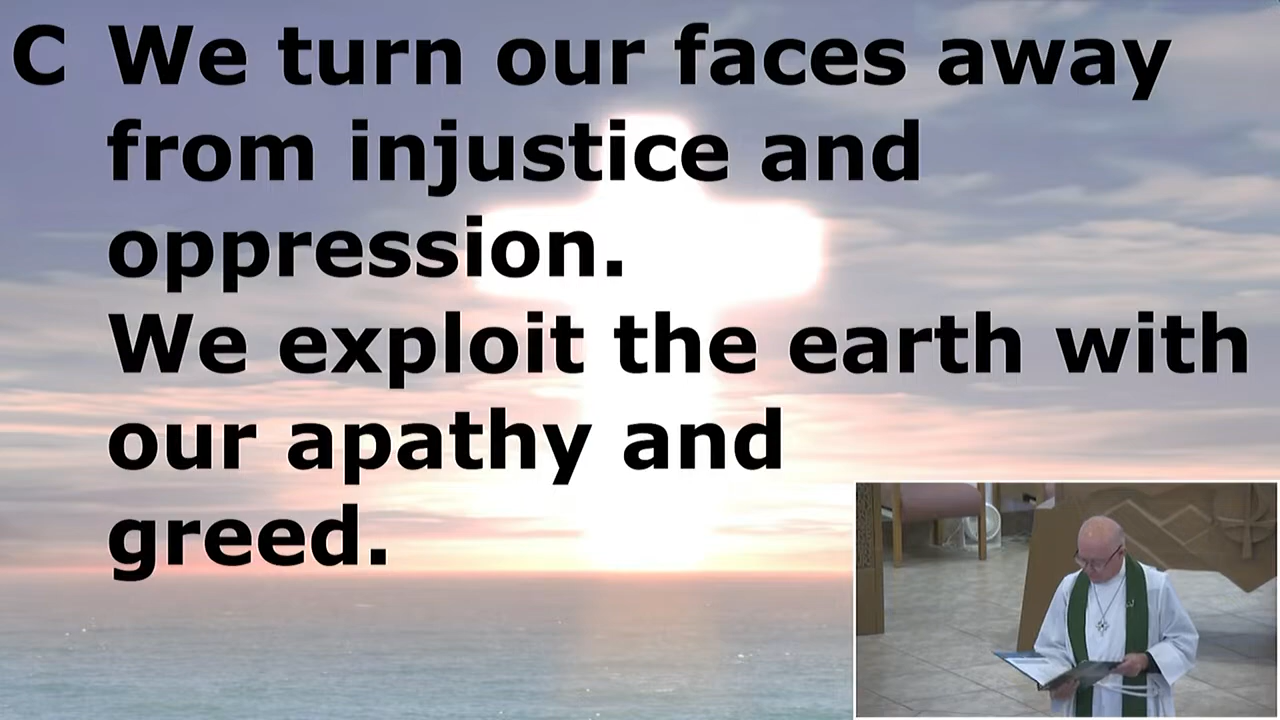 C We turn our faces away
from injustice and
oppression.
We exploit the earth with
our apathy and
greed.